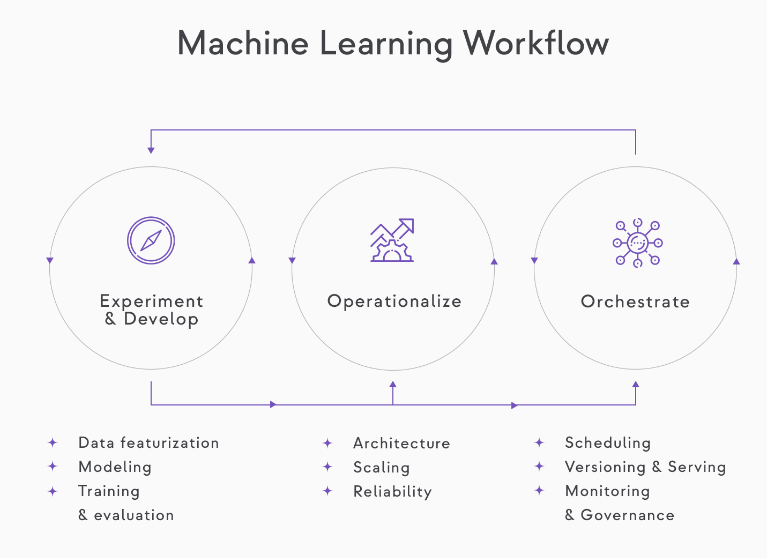 Machine Learning Workflow
Experiment
& Develop
Operationalize
Orchestrate
Data featurization
Modeling
Training
& evaluation
Architecture
Scaling
Reliability
Scheduling
Versioning & Serving
Monitoring
& Governance